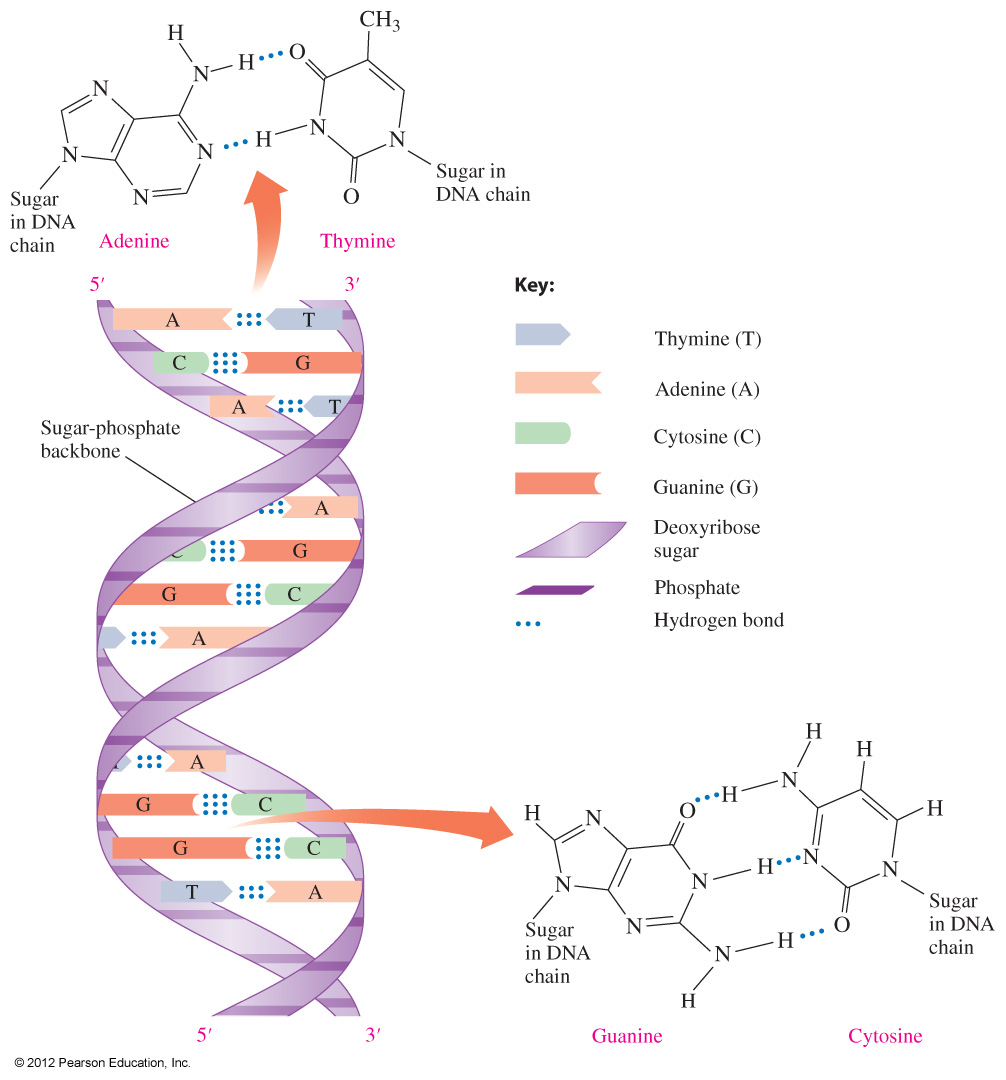 CH3
H
H
O
N
N
N
H
N
N
N
N
O
Sugar in
DNA chain
Sugar
in DNA
chain
Adenine
Thymine
5′
3′
A
T
C
G
A
T
Sugar-phosphate
backbone
A
C
G
G
C
A
A
G
C
G
C
T
A
5′
3′
Key:
Thymine (T)
Adenine (A)
Cytosine (C)
Guanine (G)
Deoxyribose
sugar
Phosphate
Hydrogen bond
H
H
N
H
H
O
H
N
H
N
N
H
N
N
N
H
O
N
H
Sugar
in DNA
chain
Sugar
in DNA
chain
Guanine
Cytosine
© 2012 Pearson Education, Inc.